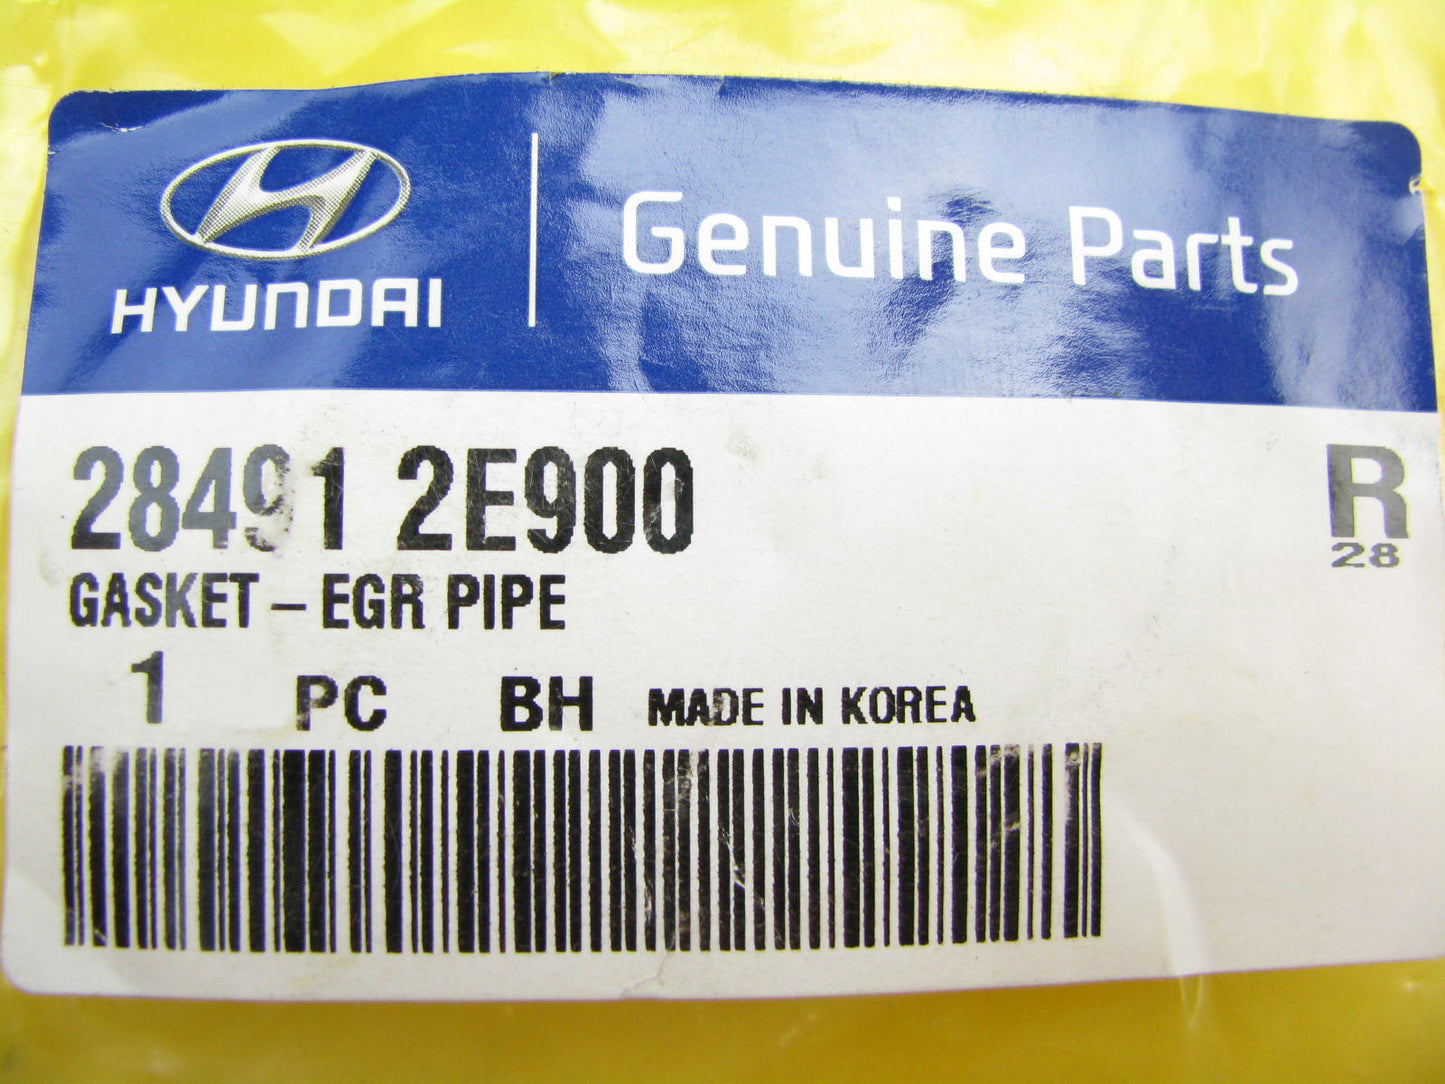 HYUNDAI
Genuine Parts
28491 2E900
R
28
GASKET – EGR PIPE
1 PC BH MADE IN KOREA